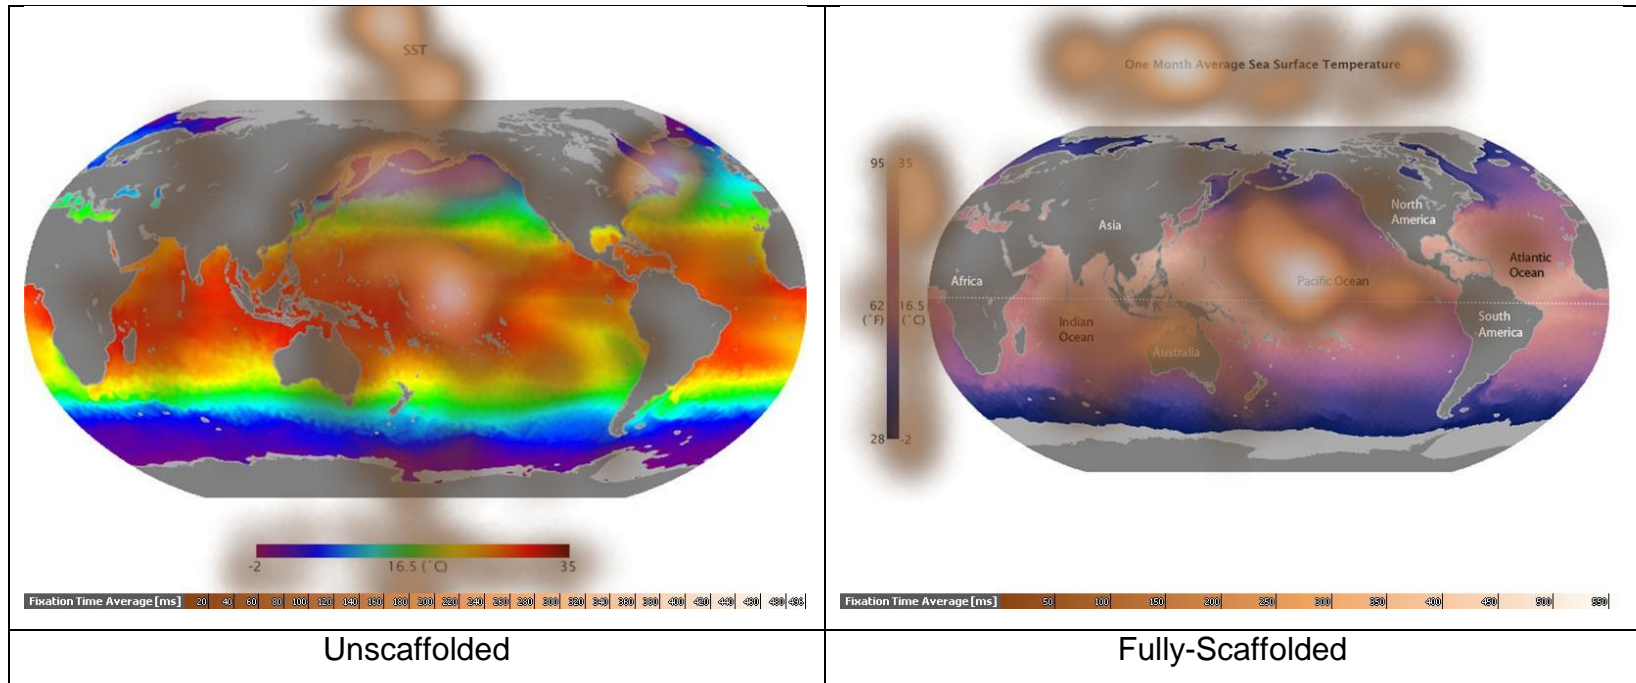 SST
-2 16.5 (˚C) 35
Fixation Time Average [ms] 20 40 60 80 100 120 140 160 180 200 220 240 260 280 300 320 340 360 380 400 420 440 460 480 486
Unscaffolded
One Month Average Sea Surface Temperature
95 35
62 16.5
(˚F) (˚C)
28 -2
Asia
North
America
Africa
Pacific Ocean
Atlantic
Ocean
Indian
Ocean
Australia
South
America
Fixation Time Average [ms] 50 100 150 200 250 300 350 400 450 500 550
Fully-Scaffolded